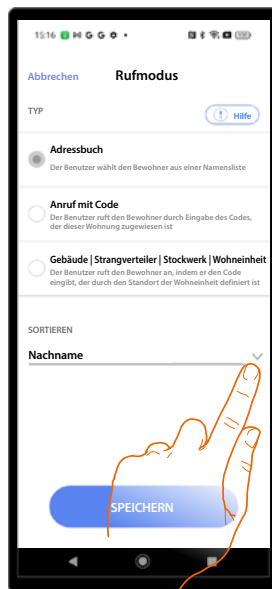 15:16
Abbrechen Rufmodus
TYP
Hilfe
Adressbuch
Der Benutzer wählt den Bewohner aus einer Namensliste
Anruf mit Code
Der Benutzer ruft den Bewohner durch Eingabe des Codes,
der dieser Wohnung zugewiesen ist
Gebäude | Strangverteiler | Stockwerk | Wohneinheit
Der Benutzer ruft den Bewohner an, indem er den Code
eingibt, der durch den Standort der Wohneinheit definiert ist
SORTIEREN
Nachname
SPEICHERN